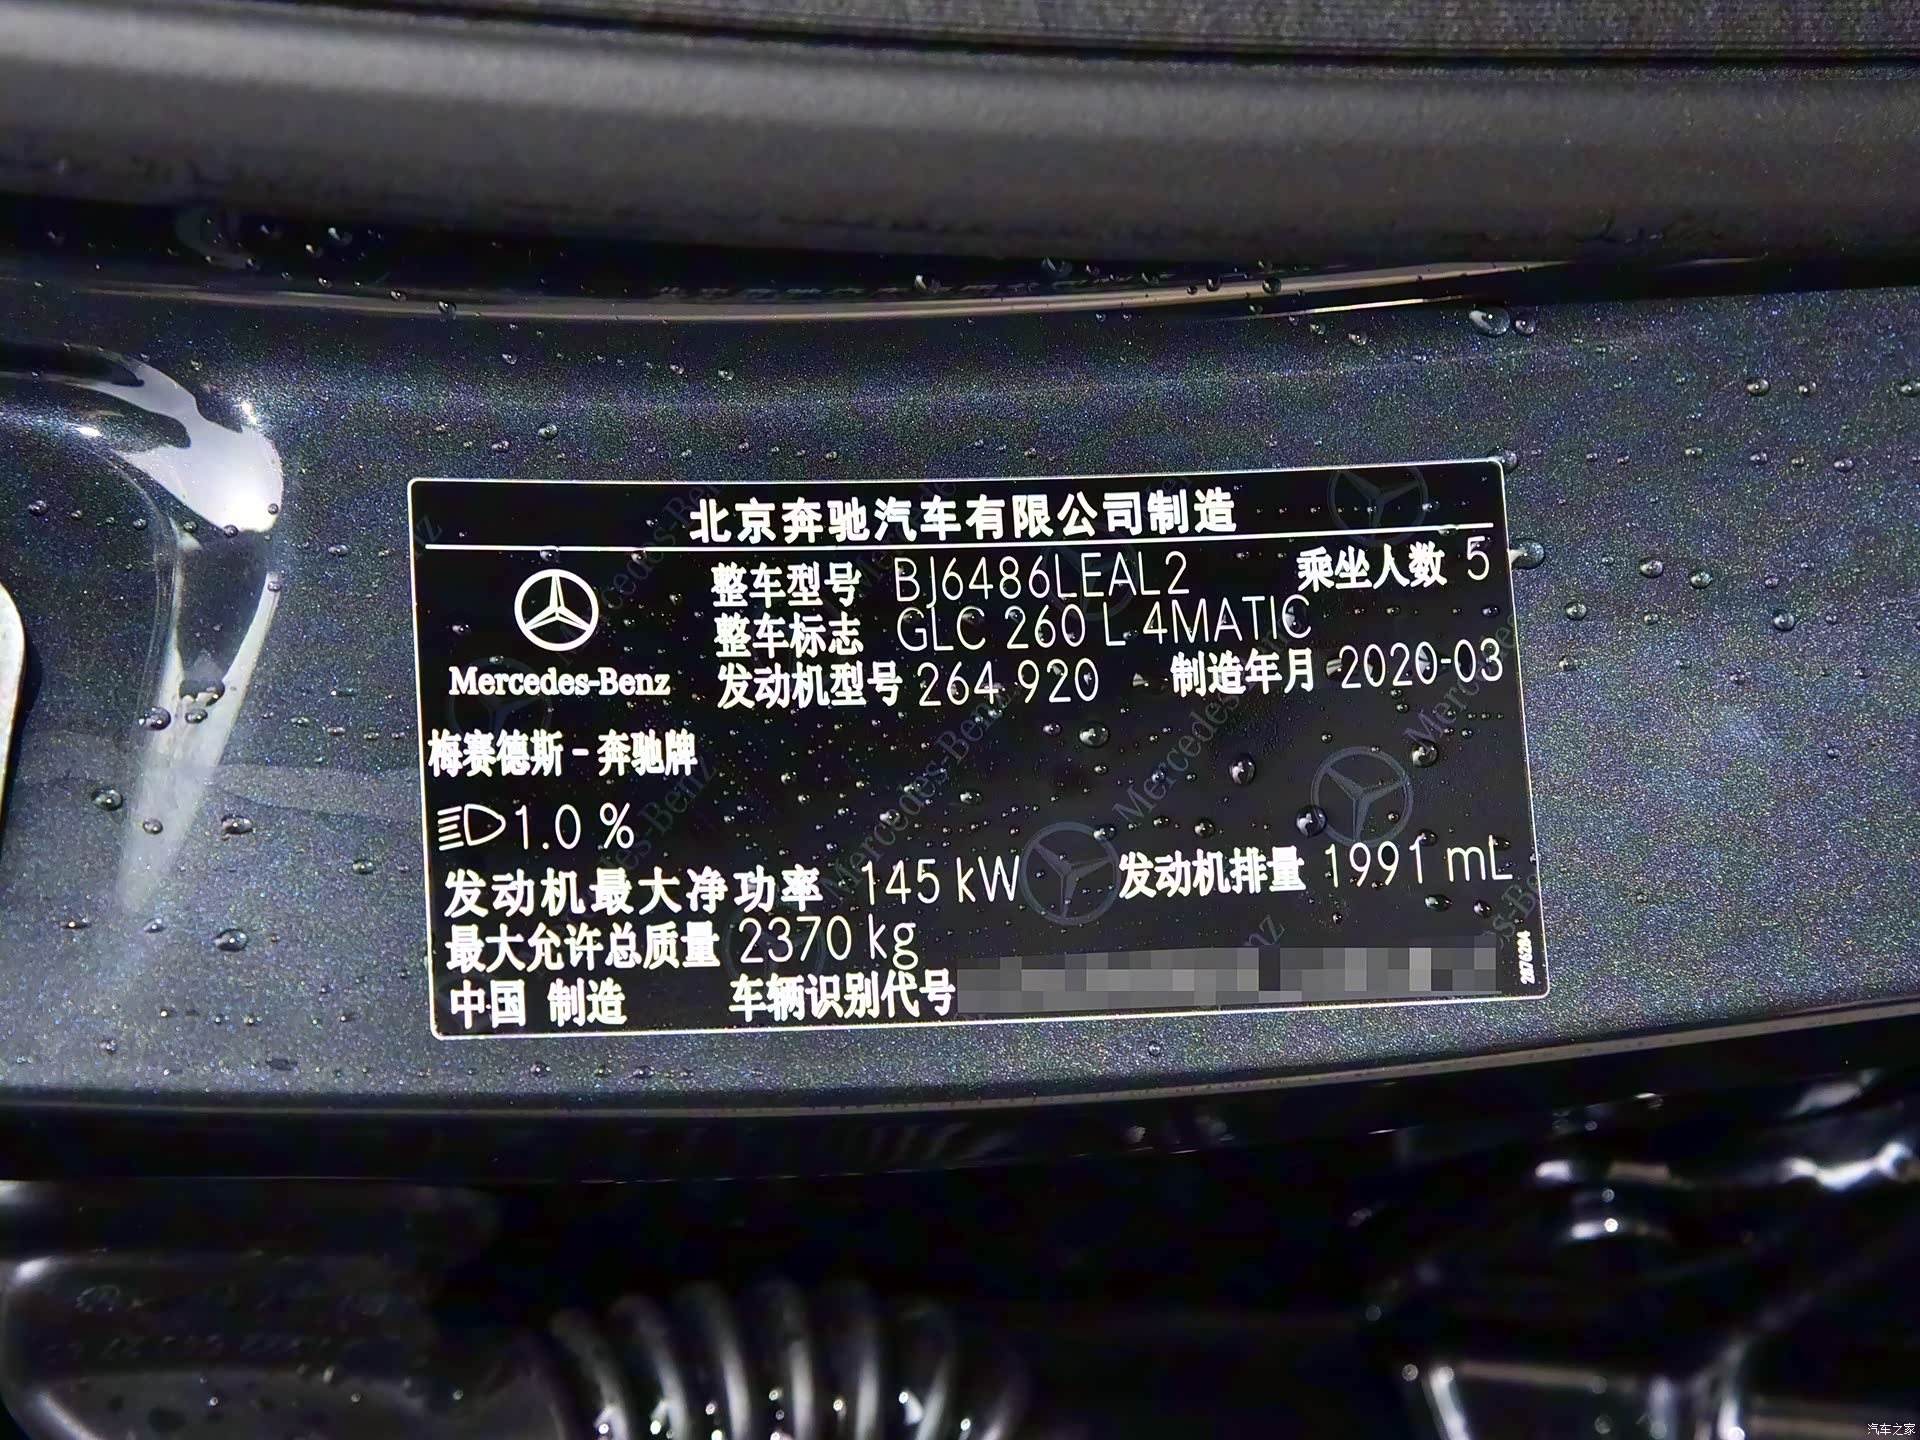 北京奔驰汽车有限公司制造
整车型号 BJ6486LEAL2 乘坐人数 5
整车标志 GLC 260 L 4MATIC
发动机型号 264 920 制造年月 2020-03
Mercedes-Benz
梅赛德斯-奔驰牌
1.0 %
发动机最大净功率 145 kW 发动机排量 1991 mL
最大允许总质量 2370 kg
中国 制造 车辆识别代号
汽车之家